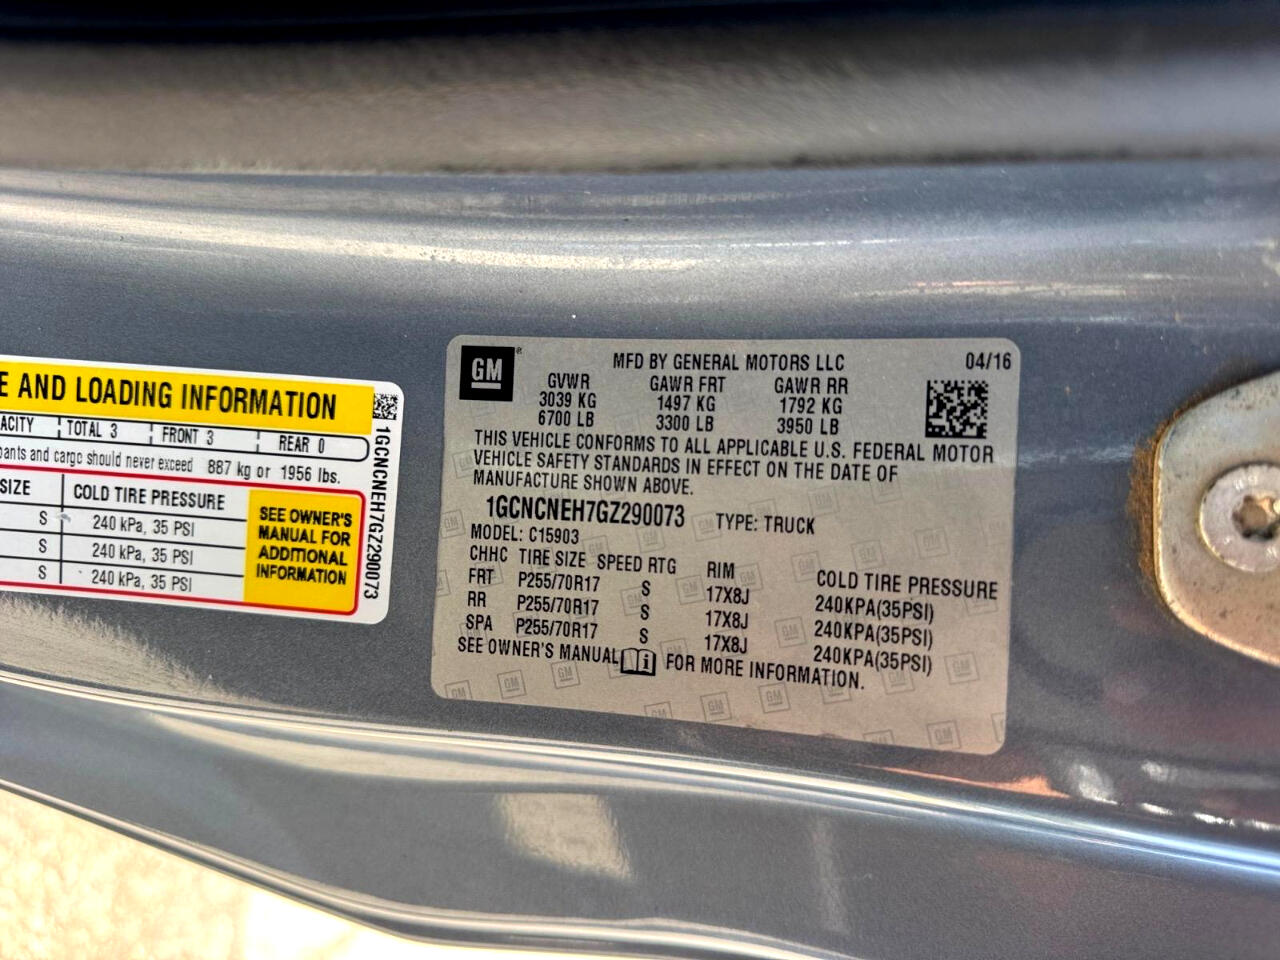 E AND LOADING INFORMATION
ACITY TOTAL 3 FRONT 3 REAR 0
pants and cargo should never exceed 887 kg or 1956 lbs.
SIZE COLD TIRE PRESSURE
S 240 kPa, 35 PSI
S 240 kPa, 35 PSI
S 240 kPa, 35 PSI
SEE OWNER'S
MANUAL FOR
ADDITIONAL
INFORMATION
1GCNCNEH7GZ290073
GM®
MFD BY GENERAL MOTORS LLC 04/16
GVWR GAWR FRT GAWR RR
3039 KG 1497 KG 1792 KG
6700 LB 3300 LB 3950 LB
THIS VEHICLE CONFORMS TO ALL APPLICABLE U.S. FEDERAL MOTOR
VEHICLE SAFETY STANDARDS IN EFFECT ON THE DATE OF
MANUFACTURE SHOWN ABOVE.
1GCNCNEH7GZ290073 TYPE: TRUCK
MODEL: C15903
CHHC TIRE SIZE SPEED RTG RIM COLD TIRE PRESSURE
FRT P255/70R17 S 17X8J 240KPA(35PSI)
RR P255/70R17 S 17X8J 240KPA(35PSI)
SPA P255/70R17 S 17X8J 240KPA(35PSI)
SEE OWNER'S MANUAL FOR MORE INFORMATION.